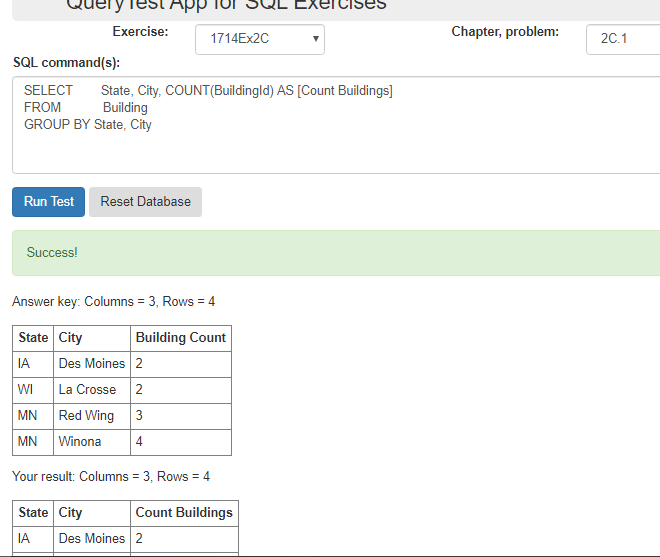 QueryTest App for SQL Exercises
Exercise: 1714Ex2C Chapter, problem: 2C.1
SQL command(s):
SELECT State, City, COUNT(BuildingId) AS [Count Buildings]
FROM Building
GROUP BY State, City
Run Test Reset Database
Success!
Answer key: Columns = 3, Rows = 4
State City Building Count
IA Des Moines 2
WI La Crosse 2
MN Red Wing 3
MN Winona 4
Your result: Columns = 3, Rows = 4
State City Count Buildings
IA Des Moines 2